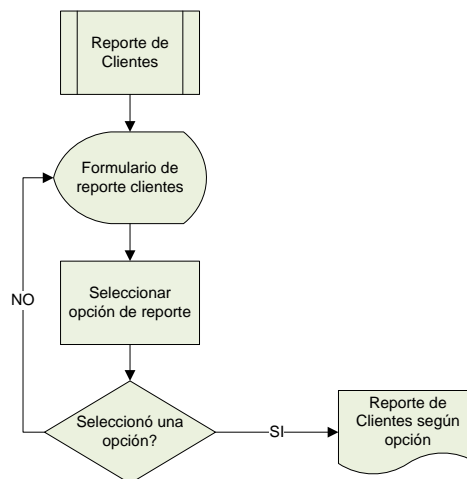 Reporte de
Clientes
Formulario de
reporte clientes
Seleccionar
opción de reporte
NO
Seleccionó una
opción?
SI
Reporte de
Clientes según
opción